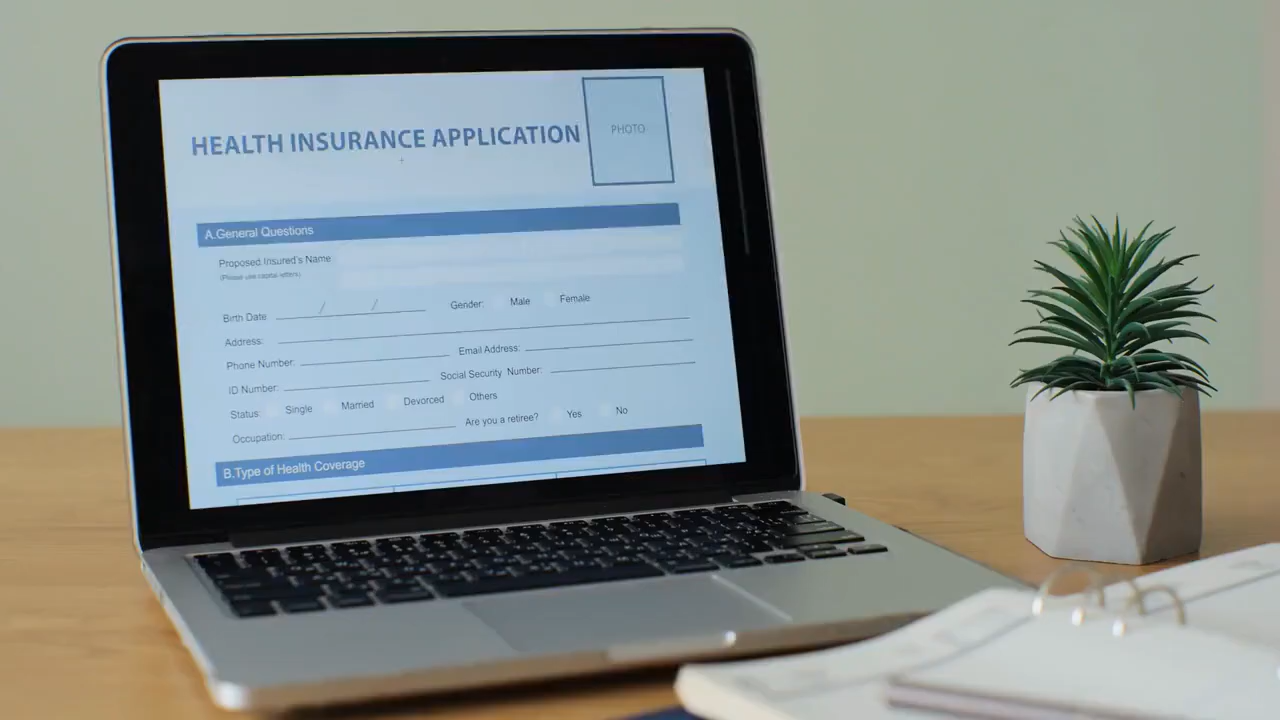 HEALTH INSURANCE APPLICATION
PHOTO
A.General Questions
Proposed Insured's Name
(Please use capital letters)
Birth Date / / Gender: Male Female
Address:
Phone Number: Email Address:
ID Number: Social Security Number:
Status: Single Married Devorced Others
Occupation: Are you a retiree? Yes No
B.Type of Health Coverage